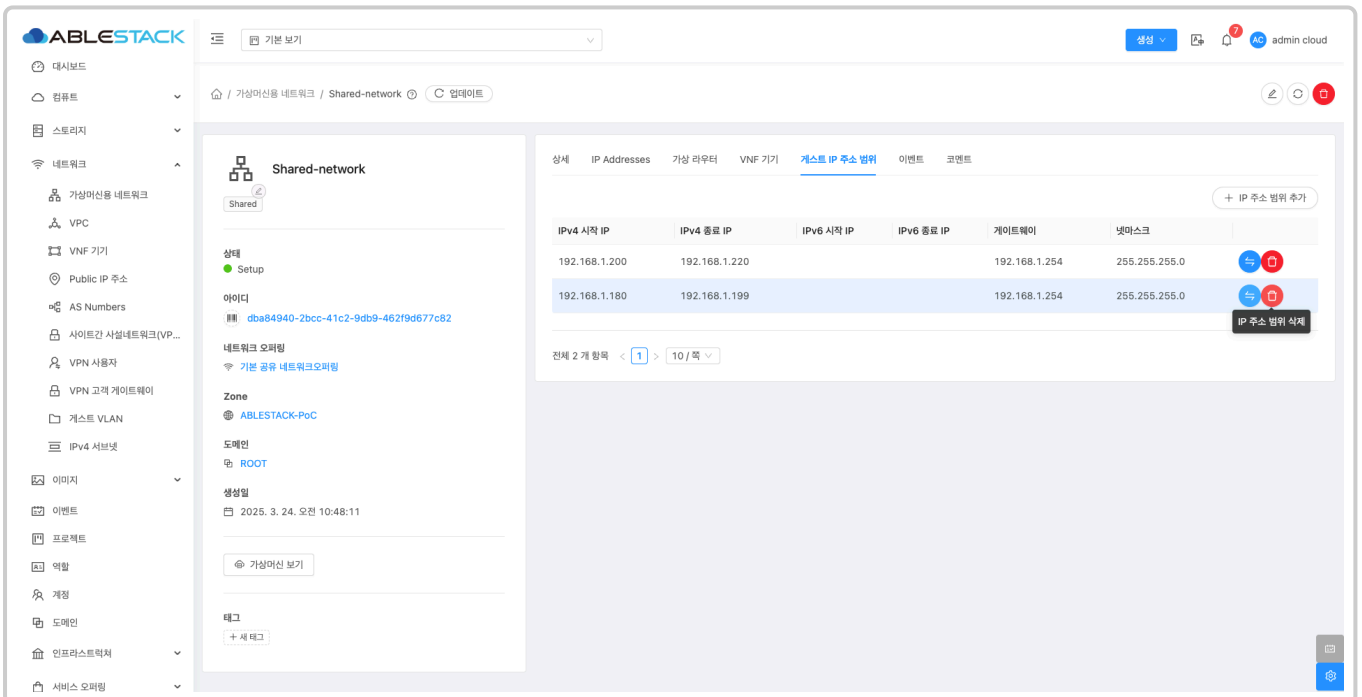 ABLESTACK
기본 보기
생성
7
AC
admin cloud
대시보드
컴퓨트
스토리지
네트워크
가상머신용 네트워크
VPC
VNF 기기
Public IP 주소
AS Numbers
사이트간 사설네트워크(VP...
VPN 사용자
VPN 고객 게이트웨이
게스트 VLAN
IPv4 서브넷
이미지
이벤트
프로젝트
역할
계정
도메인
인프라스트럭쳐
서비스 오퍼링
/ 가상머신용 네트워크 / Shared-network
업데이트
Shared-network
Shared
상태
Setup
아이디
dba84940-2bcc-41c2-9db9-462f9d677c82
네트워크 오퍼링
기본 공유 네트워크오퍼링
Zone
ABLESTACK-PoC
도메인
ROOT
생성일
2025. 3. 24. 오전 10:48:11
가상머신 보기
태그
+ 새 태그
상세 IP Addresses 가상 라우터 VNF 기기 게스트 IP 주소 범위 이벤트 코멘트
+ IP 주소 범위 추가
IPv4 시작 IP IPv4 종료 IP IPv6 시작 IP IPv6 종료 IP 게이트웨이 넷마스크
192.168.1.200 192.168.1.220 192.168.1.254 255.255.255.0
192.168.1.180 192.168.1.199 192.168.1.254 255.255.255.0
IP 주소 범위 삭제
전체 2 개 항목 < 1 > 10 / 쪽